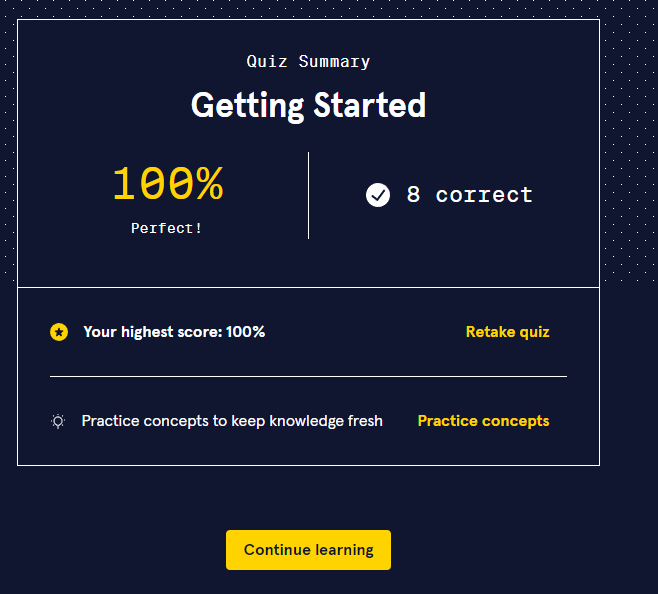 Quiz Summary
Getting Started
100%
Perfect!
8 correct
Your highest score: 100%
Retake quiz
Practice concepts to keep knowledge fresh
Practice concepts
Continue learning